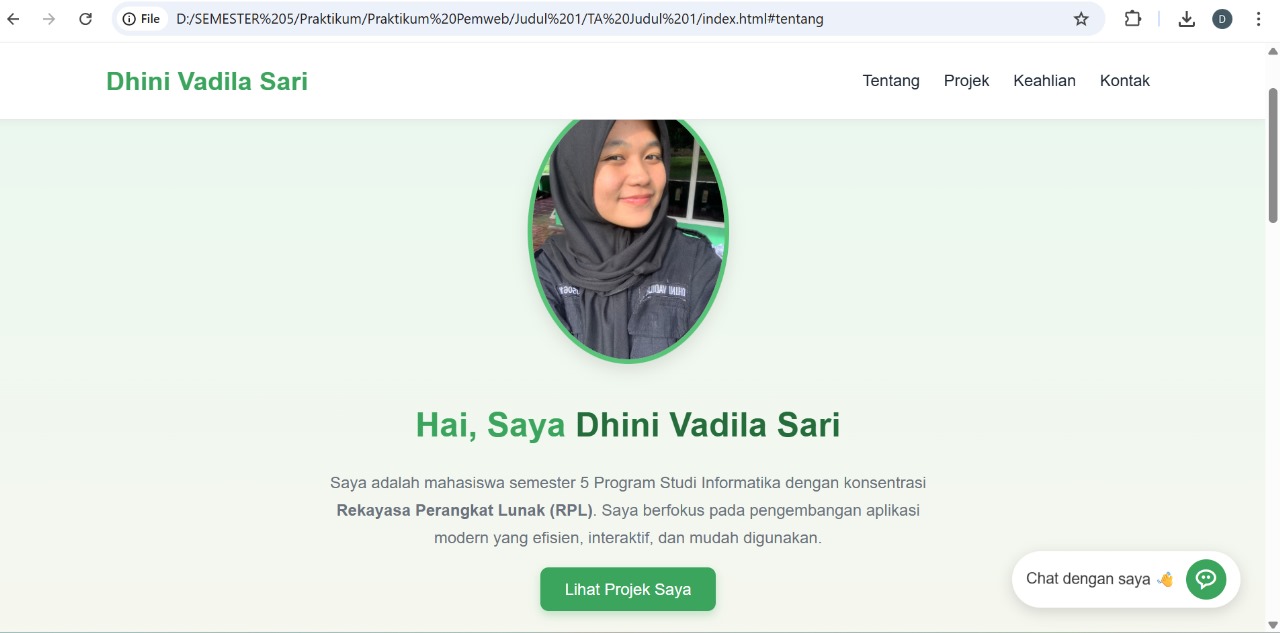 File
D:/SEMESTER%205/Praktikum/Praktikum%20Pemweb/Judul%201/TA%20Judul%201/index.html#tentang
D
Dhini Vadila Sari
Tentang
Projek
Keahlian
Kontak
DHINI VADIL
Hai, Saya Dhini Vadila Sari
Saya adalah mahasiswa semester 5 Program Studi Informatika dengan konsentrasi
Rekayasa Perangkat Lunak (RPL). Saya berfokus pada pengembangan aplikasi
modern yang efisien, interaktif, dan mudah digunakan.
Lihat Projek Saya
Chat dengan saya 👋